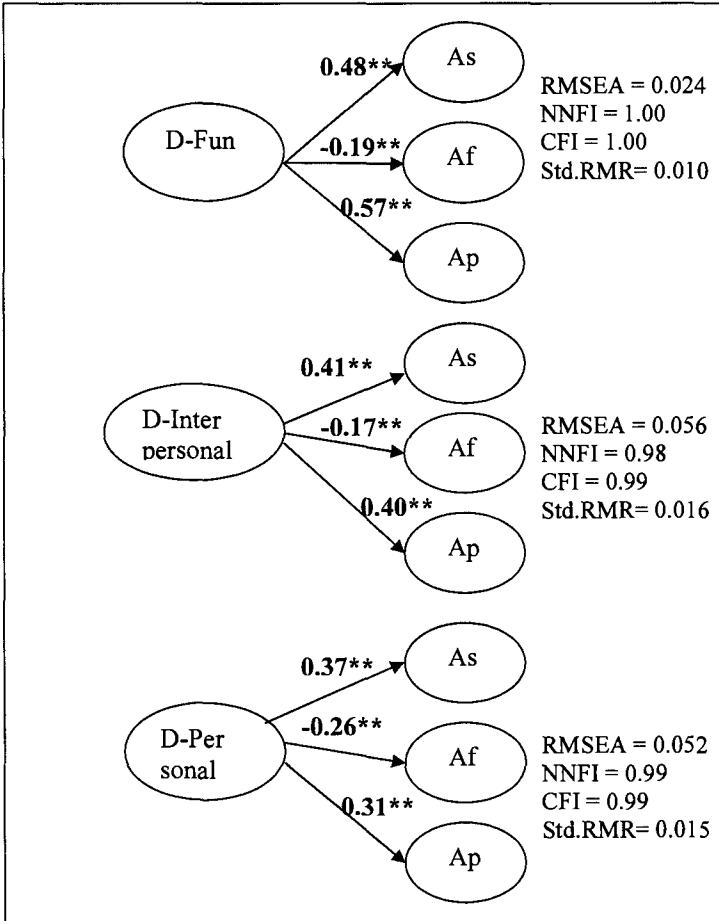 0.48**
As
RMSEA = 0.024
NNFI = 1.00
CFI = 1.00
Std.RMR= 0.010
D-Fun
-0.19**
Af
0.57**
Ap
0.41**
As
D-Inter
personal
-0.17**
Af
RMSEA = 0.056
NNFI = 0.98
CFI = 0.99
Std.RMR= 0.016
0.40**
Ap
0.37**
As
D-Per
sonal
-0.26**
Af
RMSEA = 0.052
NNFI = 0.99
CFI = 0.99
Std.RMR= 0.015
0.31**
Ap